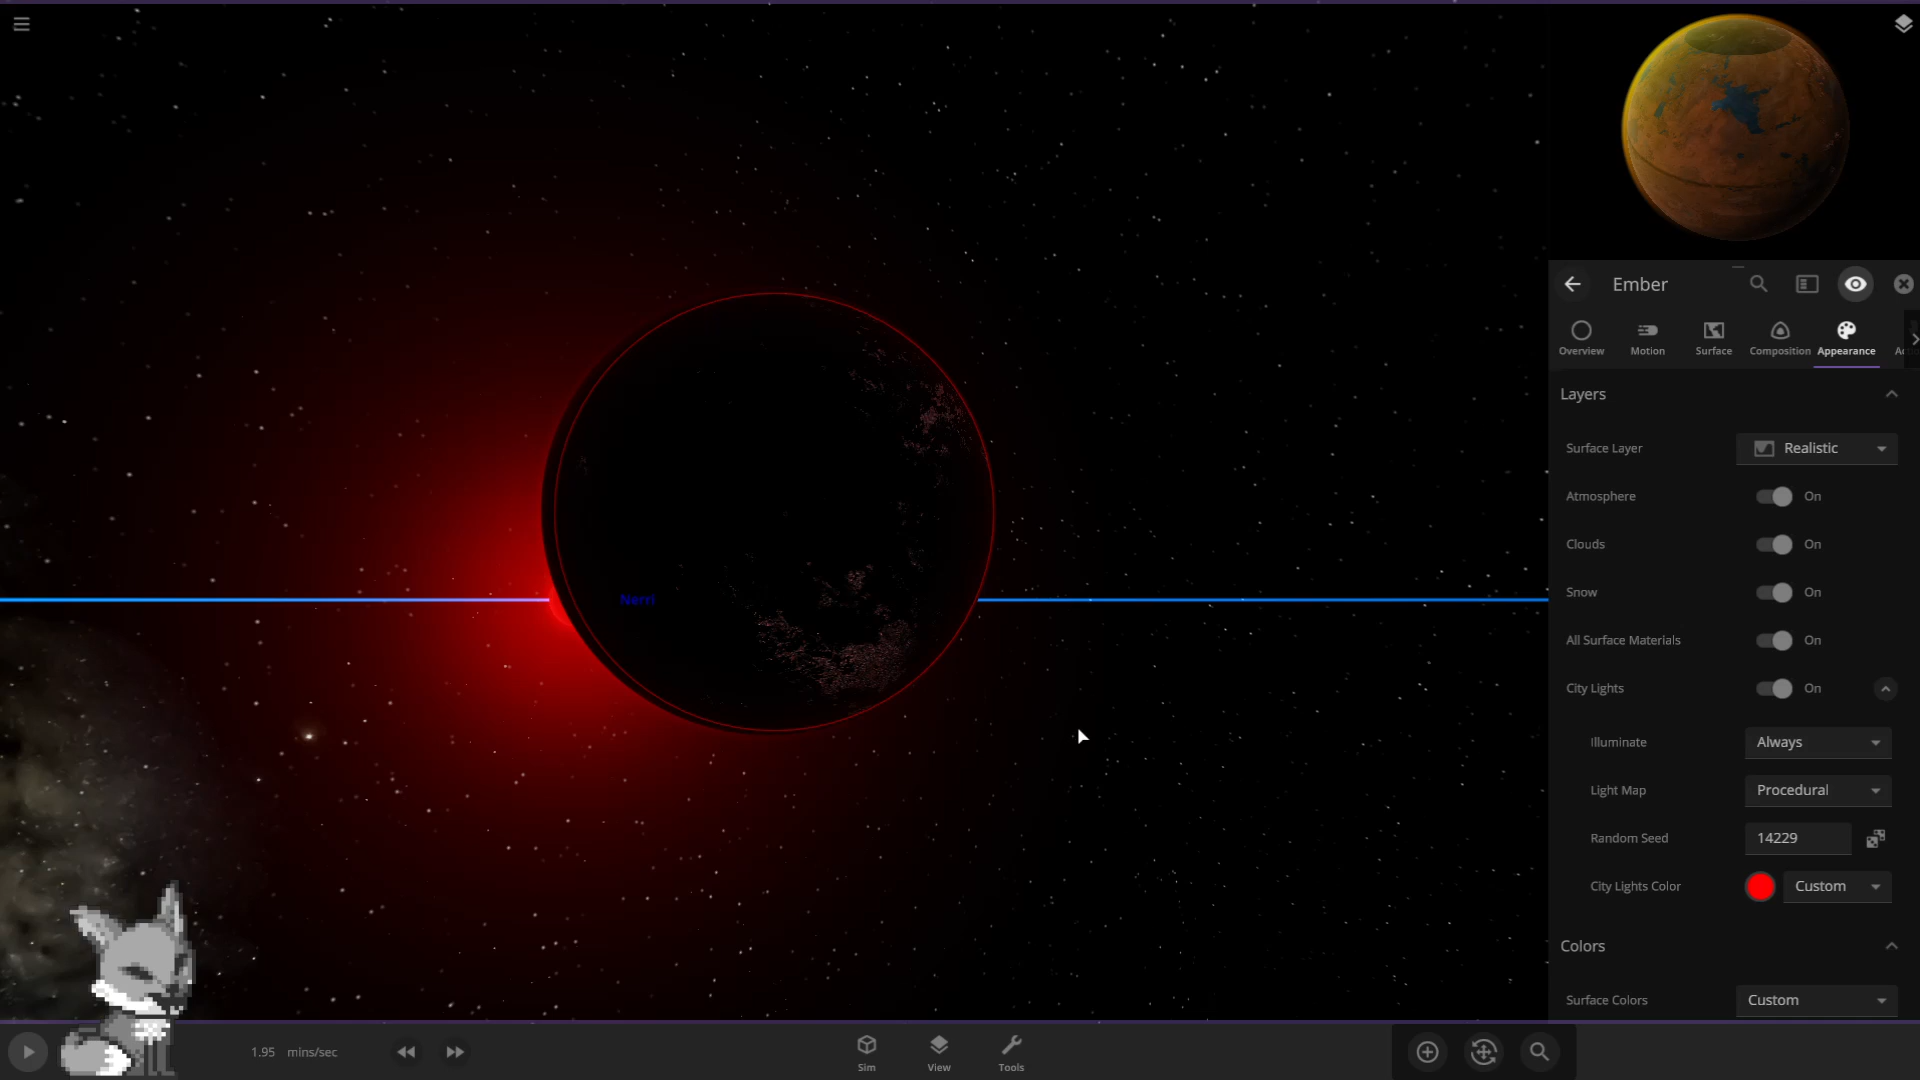 Ember
Overview
Motion
Surface
Composition
Appearance
Layers
Surface Layer
Realistic
Atmosphere
On
Clouds
On
Snow
On
All Surface Materials
On
City Lights
On
Illuminate
Always
Light Map
Procedural
Random Seed
14229
City Lights Color
Custom
Colors
Surface Colors
Custom
Nerri
1.95 mins/sec
Sim
View
Tools